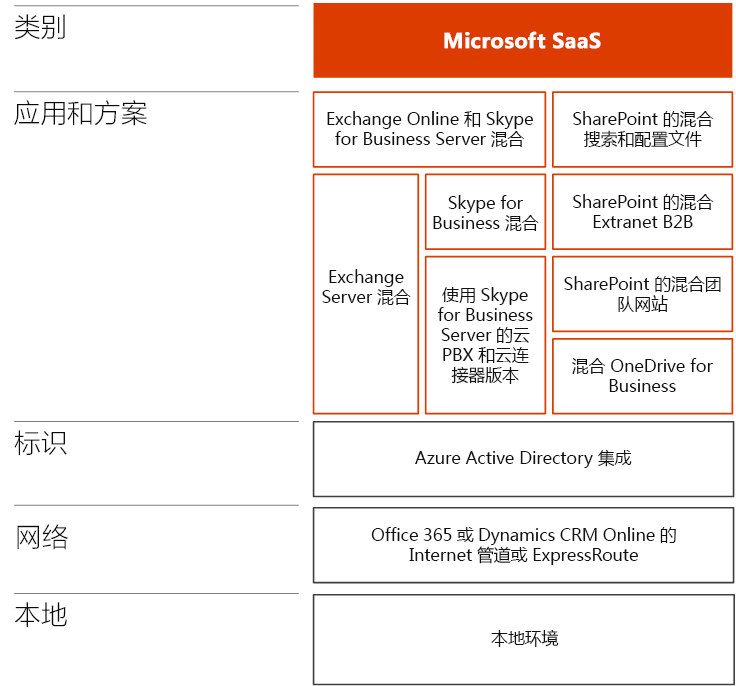 类别
Microsoft SaaS
应用和方案
Exchange Online 和 Skype
for Business Server 混合
SharePoint 的混合
搜索和配置文件
Exchange
Server 混合
Skype for
Business 混合
SharePoint 的混合
Extranet B2B
使用 Skype
for Business
Server 的云
PBX 和云连
接器版本
SharePoint 的混合团
队网站
混合 OneDrive for
Business
标识
Azure Active Directory 集成
网络
Office 365 或 Dynamics CRM Online 的
Internet 管道或 ExpressRoute
本地
本地环境